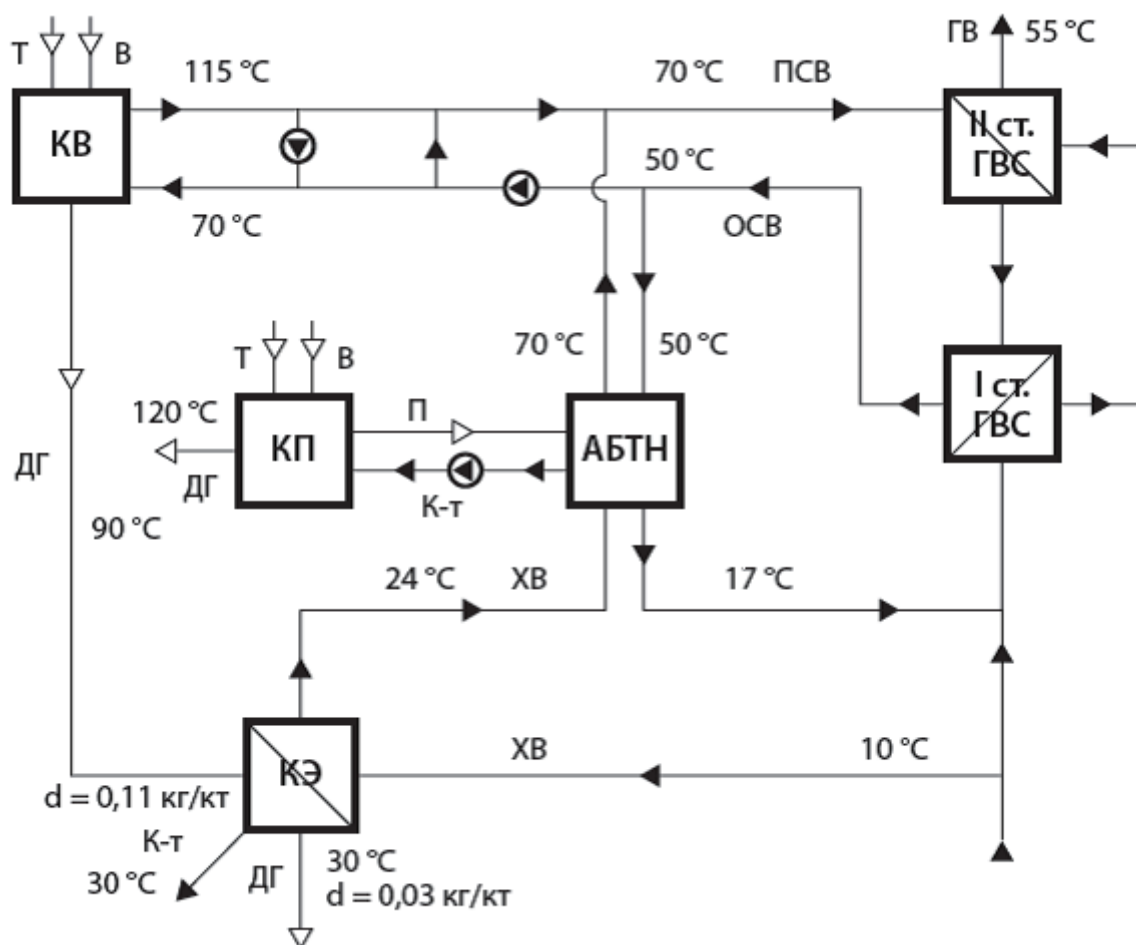 ГВ 55 °C
Т В
115 °C 70 °C ПСВ
КВ
II ст.
ГВС
50 °C
70 °C ОСВ
Т В
70 °C 50 °C
I ст.
ГВС
120 °C
П
КП
АБТН
ДГ
ДГ
К-т
90 °C
24 °C ХВ 17 °C
ХВ 10 °C
КЭ
d = 0,11 кг/кт
К-т
30 °C
ДГ
30 °C
d = 0,03 кг/кт